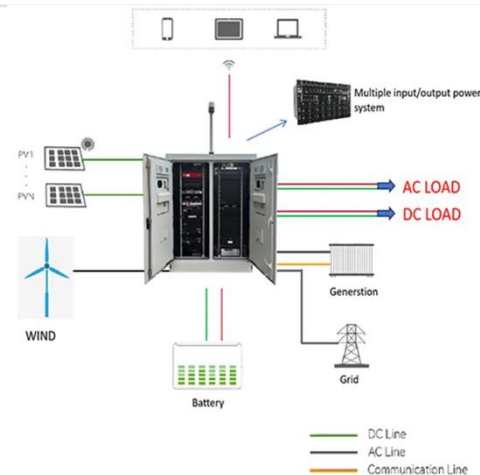 Multiple input/output power
system
PV1
PVN
AC LOAD
DC LOAD
Generstion
WIND
Grid
Battery
DC Line
AC Line
Communication Line